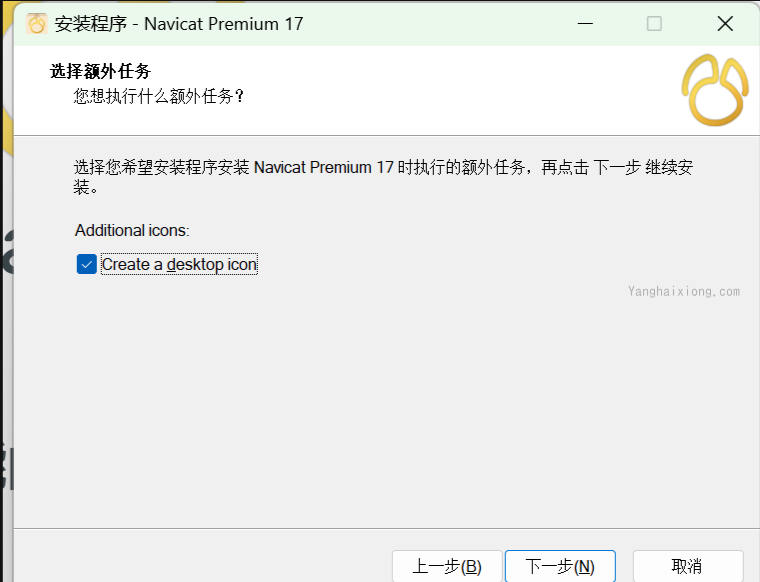 安装程序 - Navicat Premium 17
选择额外任务
您想执行什么额外任务？
选择您希望安装程序安装 Navicat Premium 17 时执行的额外任务，再点击 下一步 继续安
装。
Additional icons:
Create a desktop icon
Yanghaixiong.com
上一步(B)
下一步(N)
取消